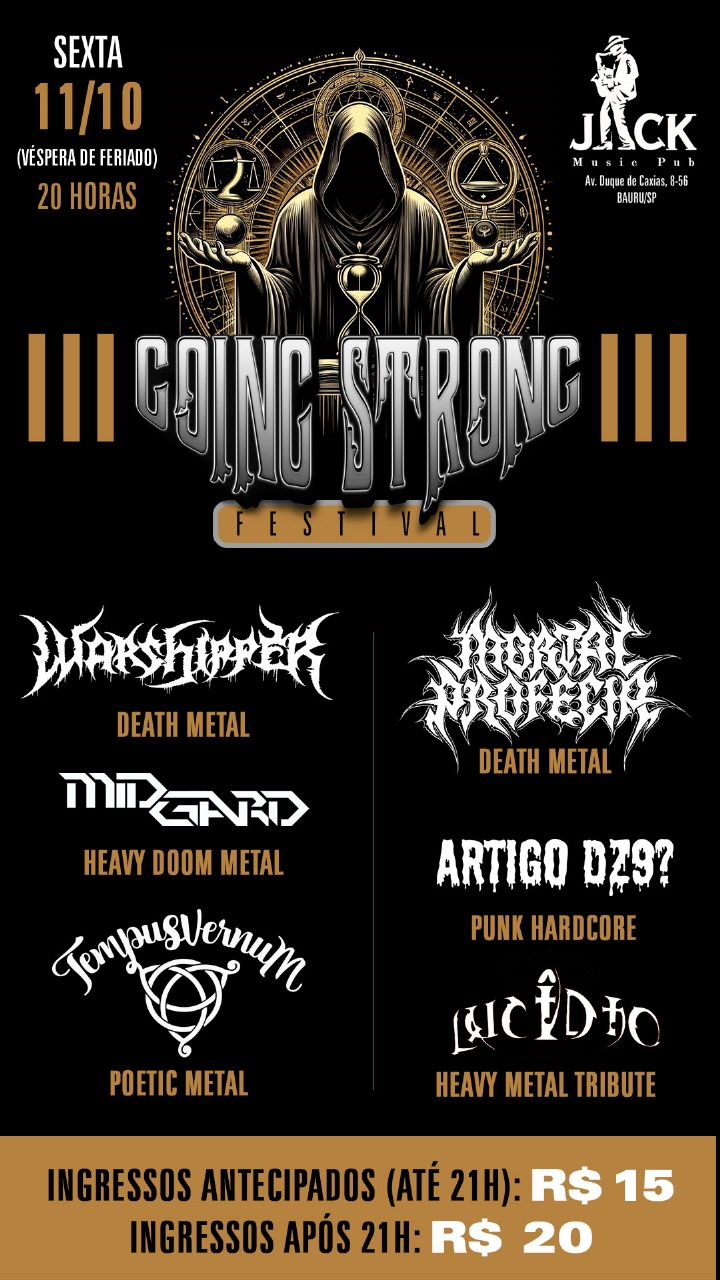 SEXTA
11/10
(VÉSPERA DE FERIADO)
20 HORAS
JACK
Music Pub
Av. Duque de Caxias, 8-56
BAURU/SP
GOING STRONG
FESTIVAL
WARSHIPPER
DEATH METAL
MIDGARD
HEAVY DOOM METAL
TempusVernuM
POETIC METAL
MORTAL
PROFECIA
DEATH METAL
ARTIGO DZ9?
PUNK HARDCORE
HEAVY METAL TRIBUTE
INGRESSOS ANTECIPADOS (ATÉ 21H): R$ 15
INGRESSOS APÓS 21H: R$ 20